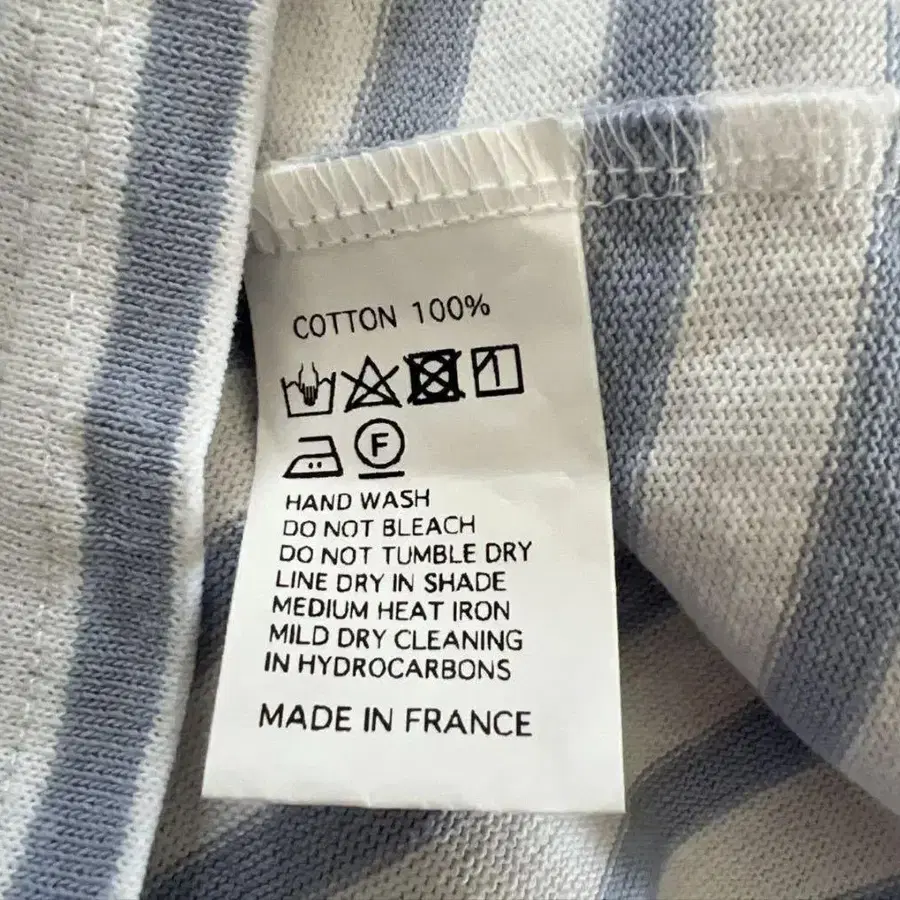 COTTON 100%
F
HAND WASH
DO NOT BLEACH
DO NOT TUMBLE DRY
LINE DRY IN SHADE
MEDIUM HEAT IRON
MILD DRY CLEANING
IN HYDROCARBONS
MADE IN FRANCE